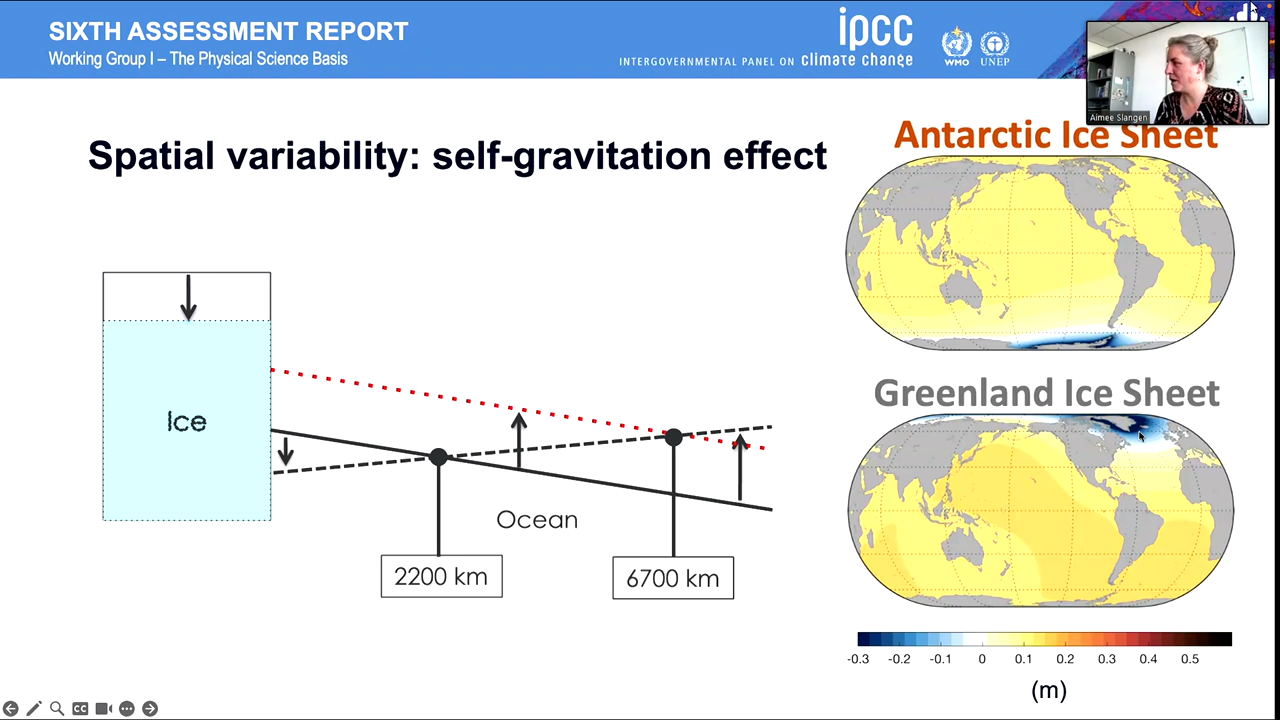 SIXTH ASSESSMENT REPORT
Working Group I – The Physical Science Basis
ipcc
INTERGOVERNMENTAL PANEL ON climate change
WMO
UNEP
Aimee Slangen
Spatial variability: self-gravitation effect
Antarctic Ice Sheet
Ice
Ocean
2200 km
6700 km
Greenland Ice Sheet
-0.3 -0.2 -0.1 0 0.1 0.2 0.3 0.4 0.5
(m)
CC